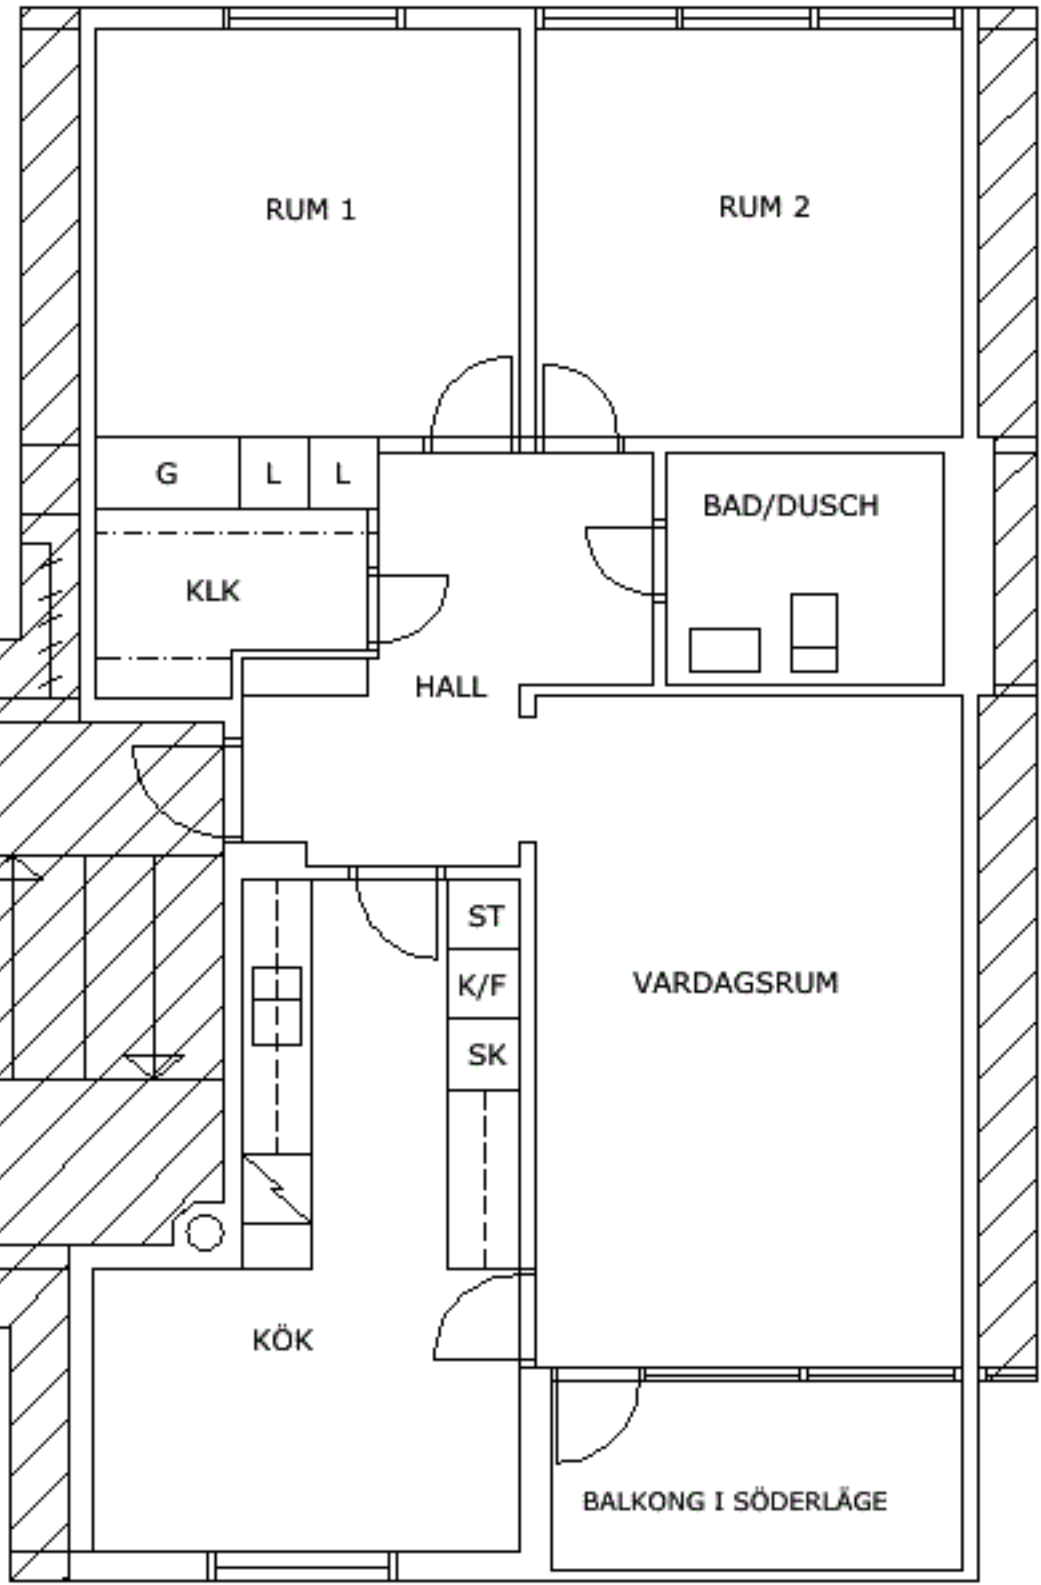 RUM 1
RUM 2
G
L
L
BAD/DUSCH
KLK
HALL
ST
K/F
SK
VARDAGSRUM
KÖK
BALKONG I SÖDERLÄGE